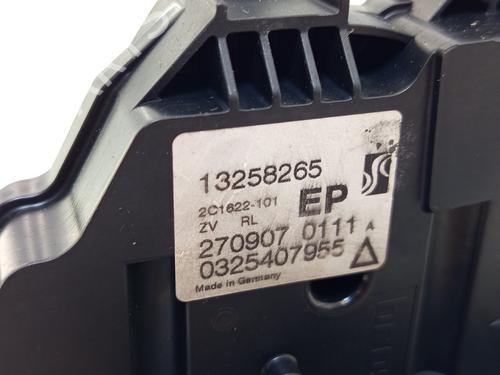 13258265
2C1622-101 EP
ZV RL
270907 0111 A
0325407955
Made in Germany